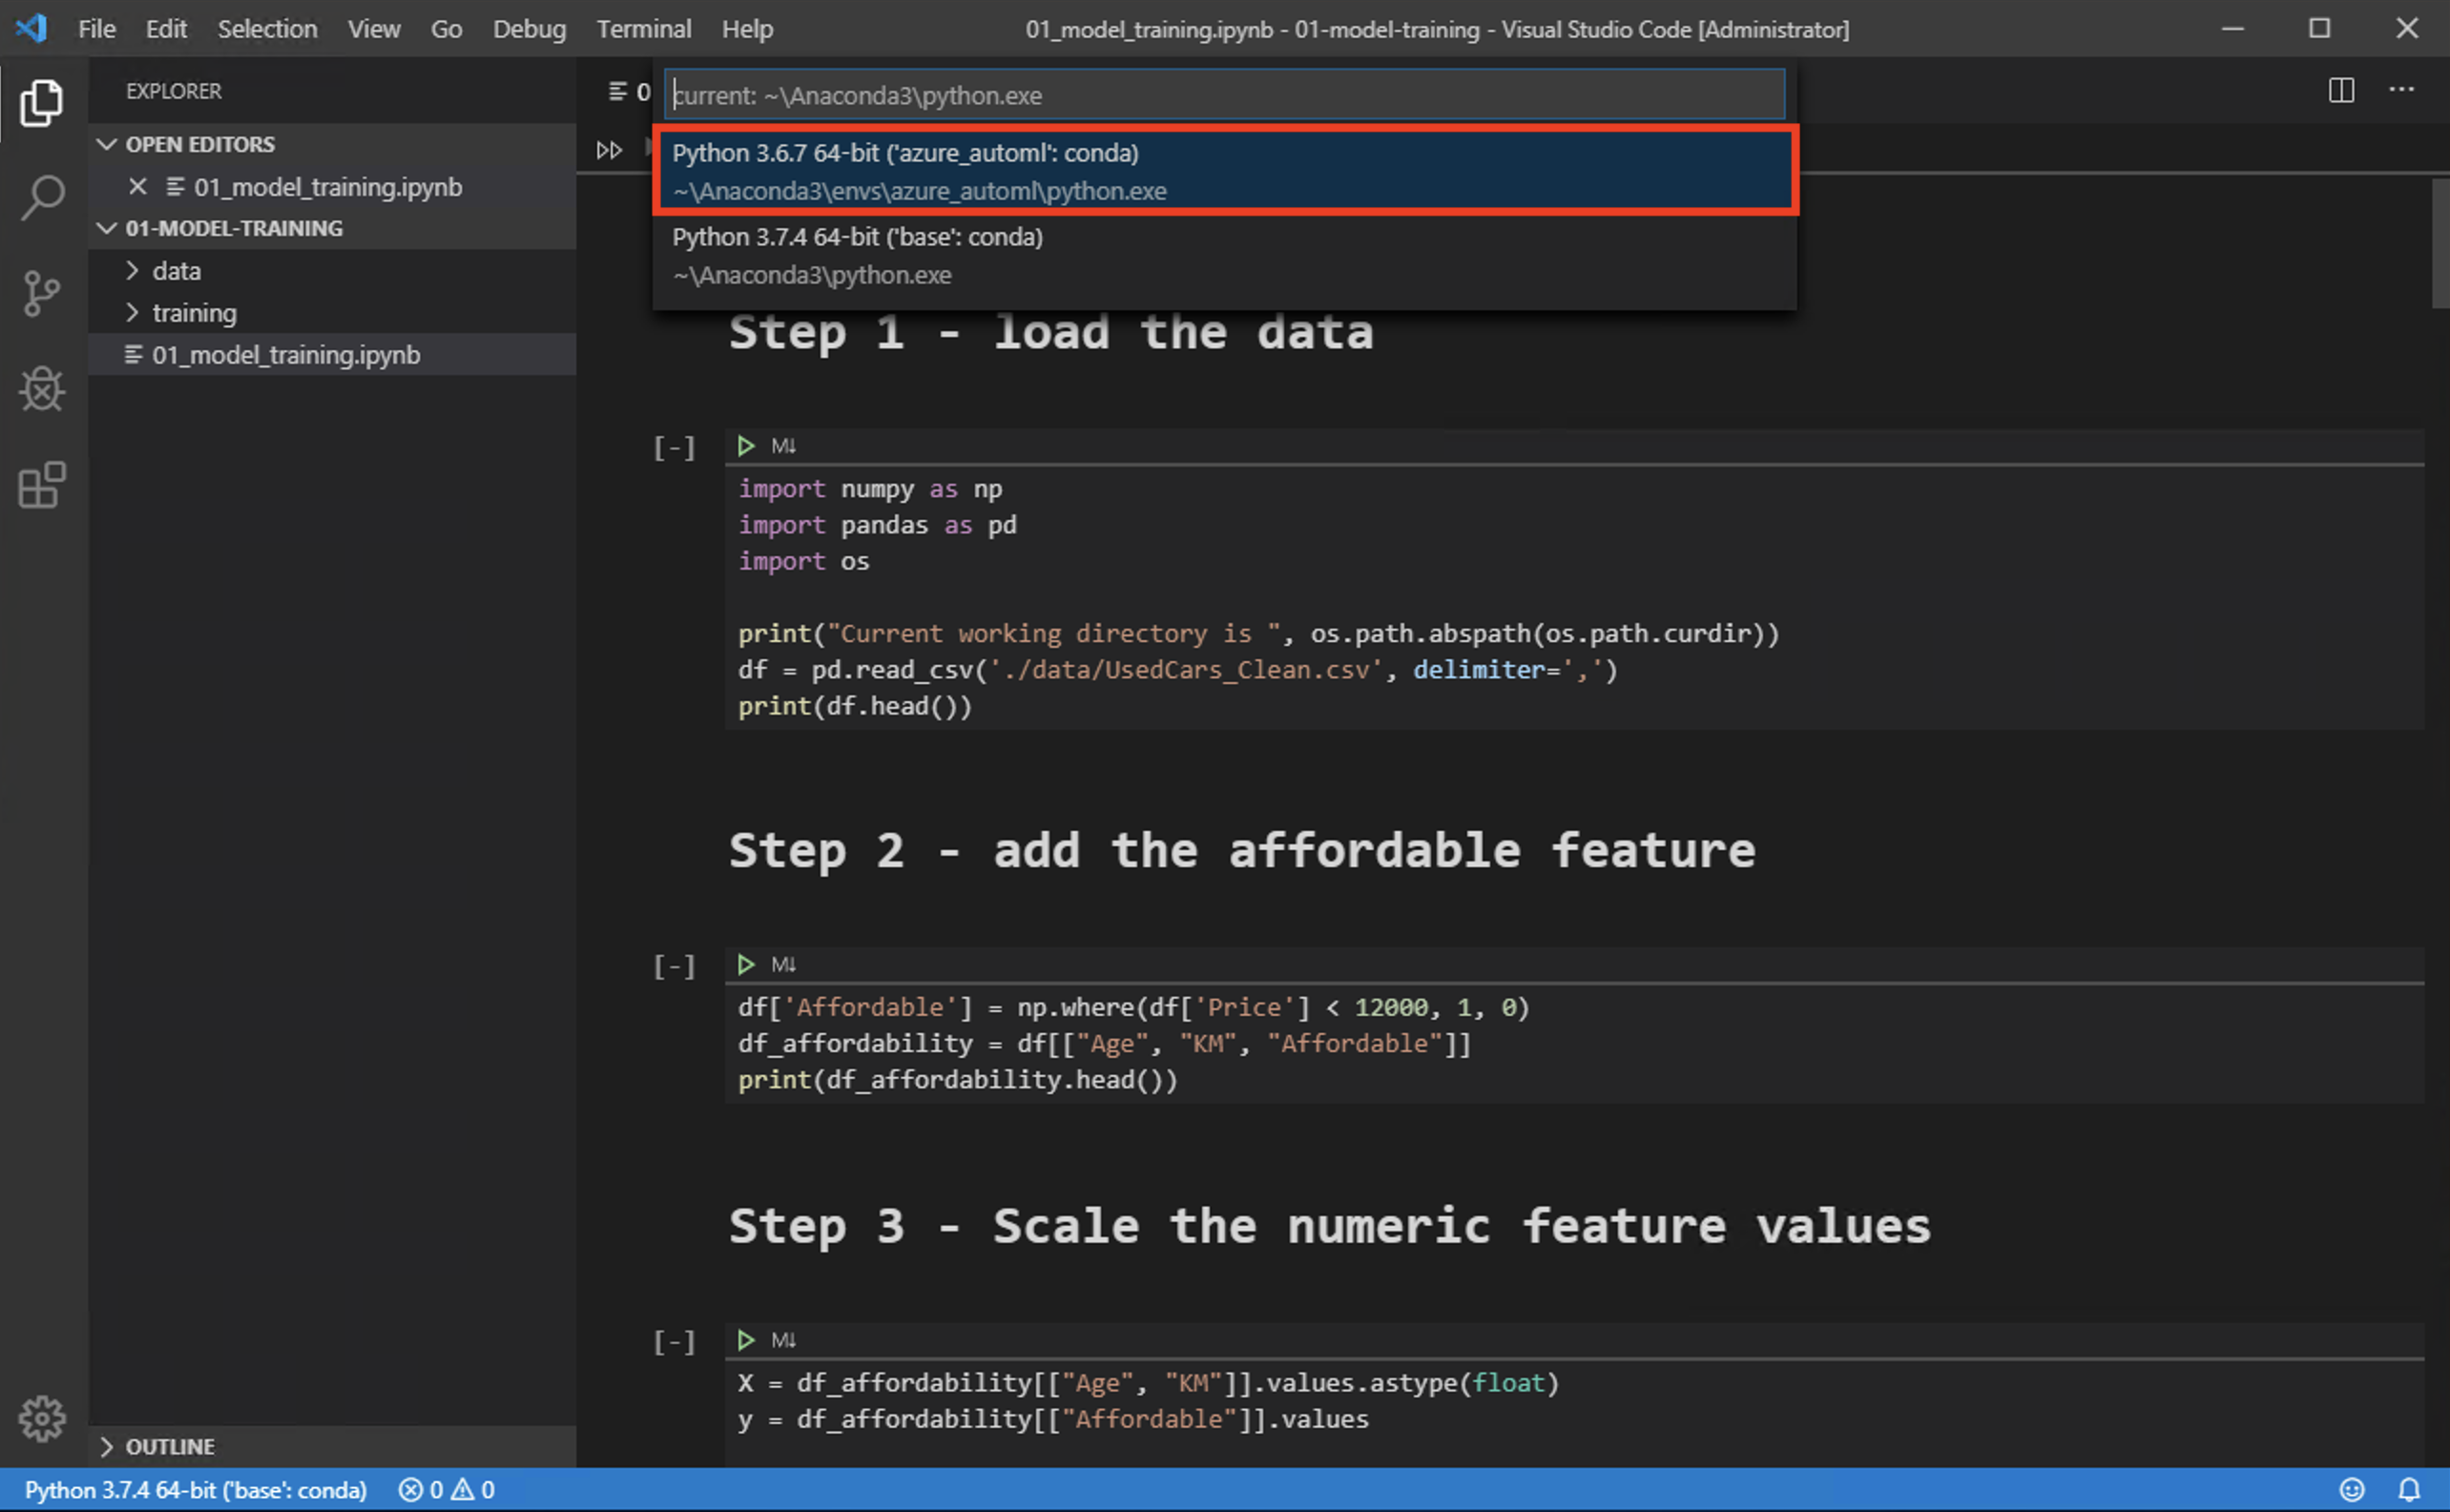 File Edit Selection View Go Debug Terminal Help
01_model_training.ipynb - 01-model-training - Visual Studio Code [Administrator]
EXPLORER
OPEN EDITORS
01_model_training.ipynb
01-MODEL-TRAINING
data
training
01_model_training.ipynb
OUTLINE
0
current: ~\Anaconda3\python.exe
Python 3.6.7 64-bit ('azure_automl': conda)
~\Anaconda3\envs\azure_automl\python.exe
Python 3.7.4 64-bit ('base': conda)
~\Anaconda3\python.exe
Step 1 - load the data
[-] M↓
import numpy as np
import pandas as pd
import os
print("Current working directory is ", os.path.abspath(os.path.curdir))
df = pd.read_csv('./data/UsedCars_Clean.csv', delimiter=',')
print(df.head())
Step 2 - add the affordable feature
[-] M↓
df['Affordable'] = np.where(df['Price'] < 12000, 1, 0)
df_affordability = df[["Age", "KM", "Affordable"]]
print(df_affordability.head())
Step 3 - Scale the numeric feature values
[-] M↓
X = df_affordability[["Age", "KM"]].values.astype(float)
y = df_affordability[["Affordable"]].values
Python 3.7.4 64-bit ('base': conda) 0 0